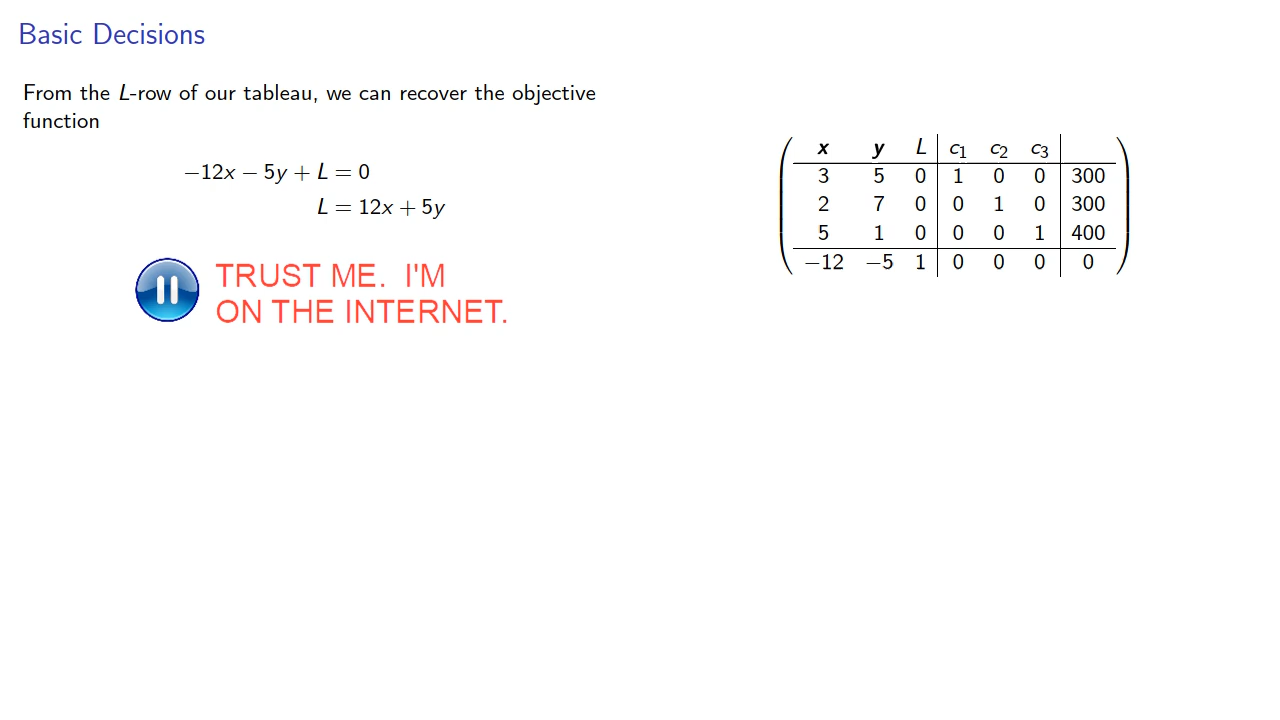 Basic Decisions
From the L-row of our tableau, we can recover the objective
function
−12x − 5y + L = 0
L = 12x + 5y
TRUST ME. I'M
ON THE INTERNET.
x y L c₁ c₂ c₃
3 5 0 1 0 0 300
2 7 0 0 1 0 300
5 1 0 0 0 1 400
−12 −5 1 0 0 0 0